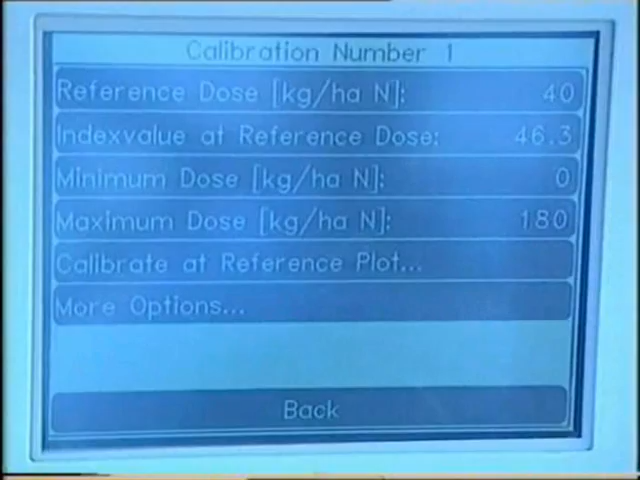 Calibration Number 1
Reference Dose [kg/ha N]: 40
Indexvalue at Reference Dose: 46.3
Minimum Dose [kg/ha N]: 0
Maximum Dose [kg/ha N]: 180
Calibrate at Reference Plot...
More Options...
Back